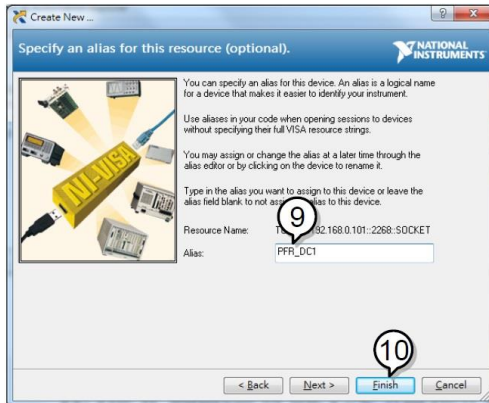 Create New ...
Specify an alias for this resource (optional).
NATIONAL
INSTRUMENTS
You can specify an alias for this device. An alias is a logical name
for a device that makes it easier to identify your instrument.
Use aliases in your code when opening sessions to devices
without specifying their full VISA resource strings.
You may assign or change the alias at a later time through the
alias editor or by clicking on the device to rename it.
Type in the alias you want to assign to this device or leave the
alias field blank to not alias to this device.
NI-VISA
9
Resource Name: 92.168.0.101::2268::SOCKET
Alias: PFR_DC1
10
< Back Next > Finish Cancel